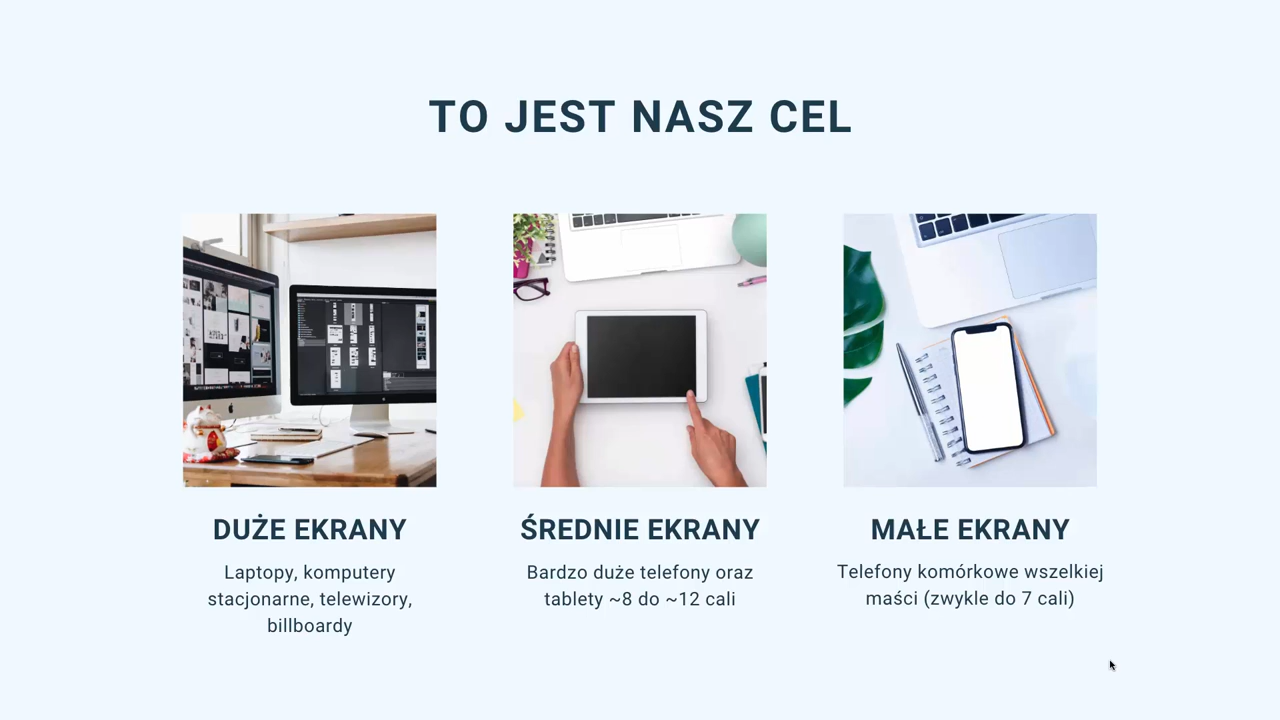 TO JEST NASZ CEL
DUŻE EKRANY
Laptopy, komputery
stacjonarne, telewizory,
billboardy
ŚREDNIE EKRANY
Bardzo duże telefony oraz
tablety ~8 do ~12 cali
MAŁE EKRANY
Telefony komórkowe wszelkiej
maści (zwykle do 7 cali)